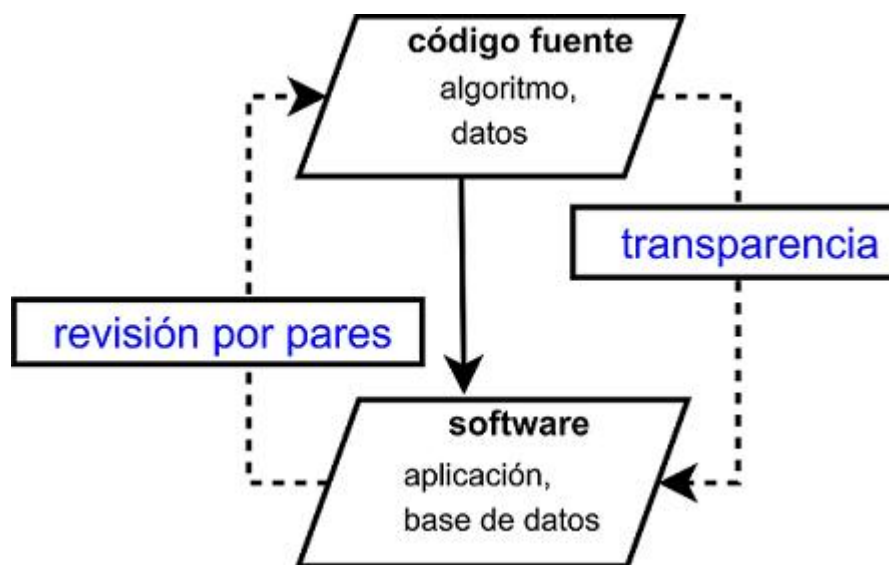 código fuente
algoritmo,
datos
transparencia
revisión por pares
software
aplicación,
base de datos